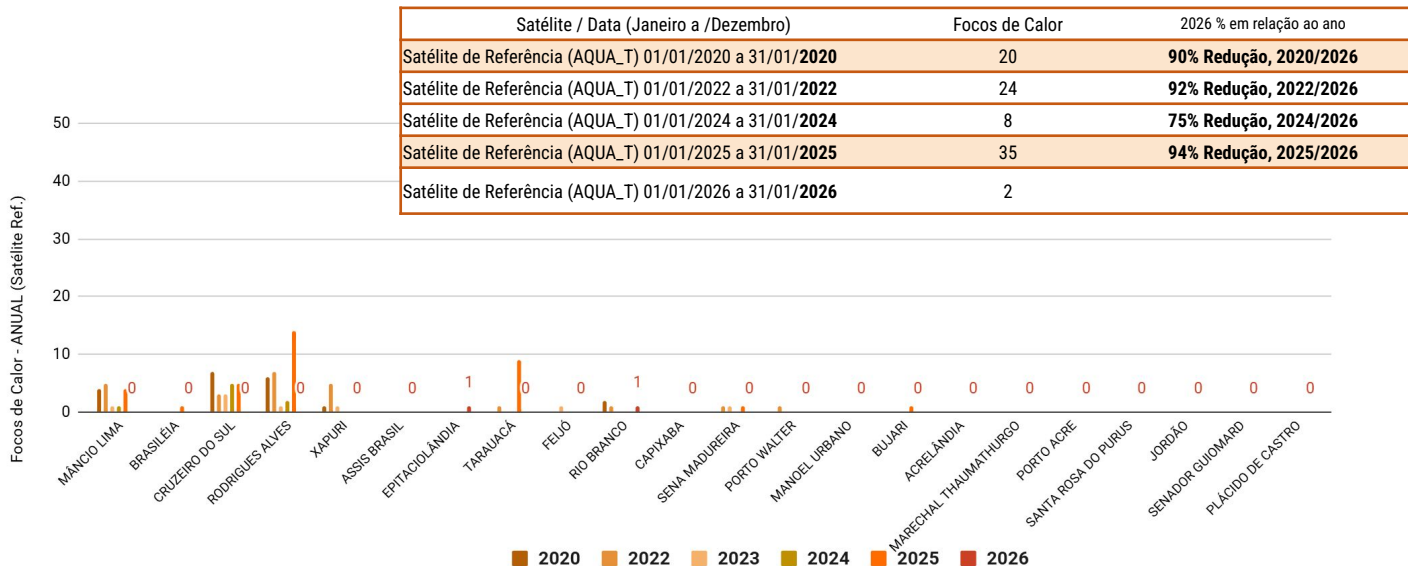 Satélite / Data (Janeiro a /Dezembro) Focos de Calor 2026 % em relação ao ano
Satélite de Referência (AQUA_T) 01/01/2020 a 31/01/2020 20 90% Redução, 2020/2026
Satélite de Referência (AQUA_T) 01/01/2022 a 31/01/2022 24 92% Redução, 2022/2026
Satélite de Referência (AQUA_T) 01/01/2024 a 31/01/2024 8 75% Redução, 2024/2026
Satélite de Referência (AQUA_T) 01/01/2025 a 31/01/2025 35 94% Redução, 2025/2026
Satélite de Referência (AQUA_T) 01/01/2026 a 31/01/2026 2
Focos de Calor - ANUAL (Satélite Ref.)
50
40
30
20
10
0
0 0 0 0 0 0 1 0 0 1 0 0 0 0 0 0 0 0 0 0 0 0
MÂNCIO LIMA
BRASILÉIA
CRUZEIRO DO SUL
RODRIGUES ALVES
XAPURI
ASSIS BRASIL
EPITACIOLÂNDIA
TARAUACÁ
FEIJÓ
RIO BRANCO
CAPIXABA
SENA MADUREIRA
PORTO WALTER
MANOEL URBANO
BUJARI
ACRELÂNDIA
MARECHAL THAUMATHURGO
PORTO ACRE
SANTA ROSA DO PURUS
JORDÃO
SENADOR GUIOMARD
PLÁCIDO DE CASTRO
2020 2022 2023 2024 2025 2026